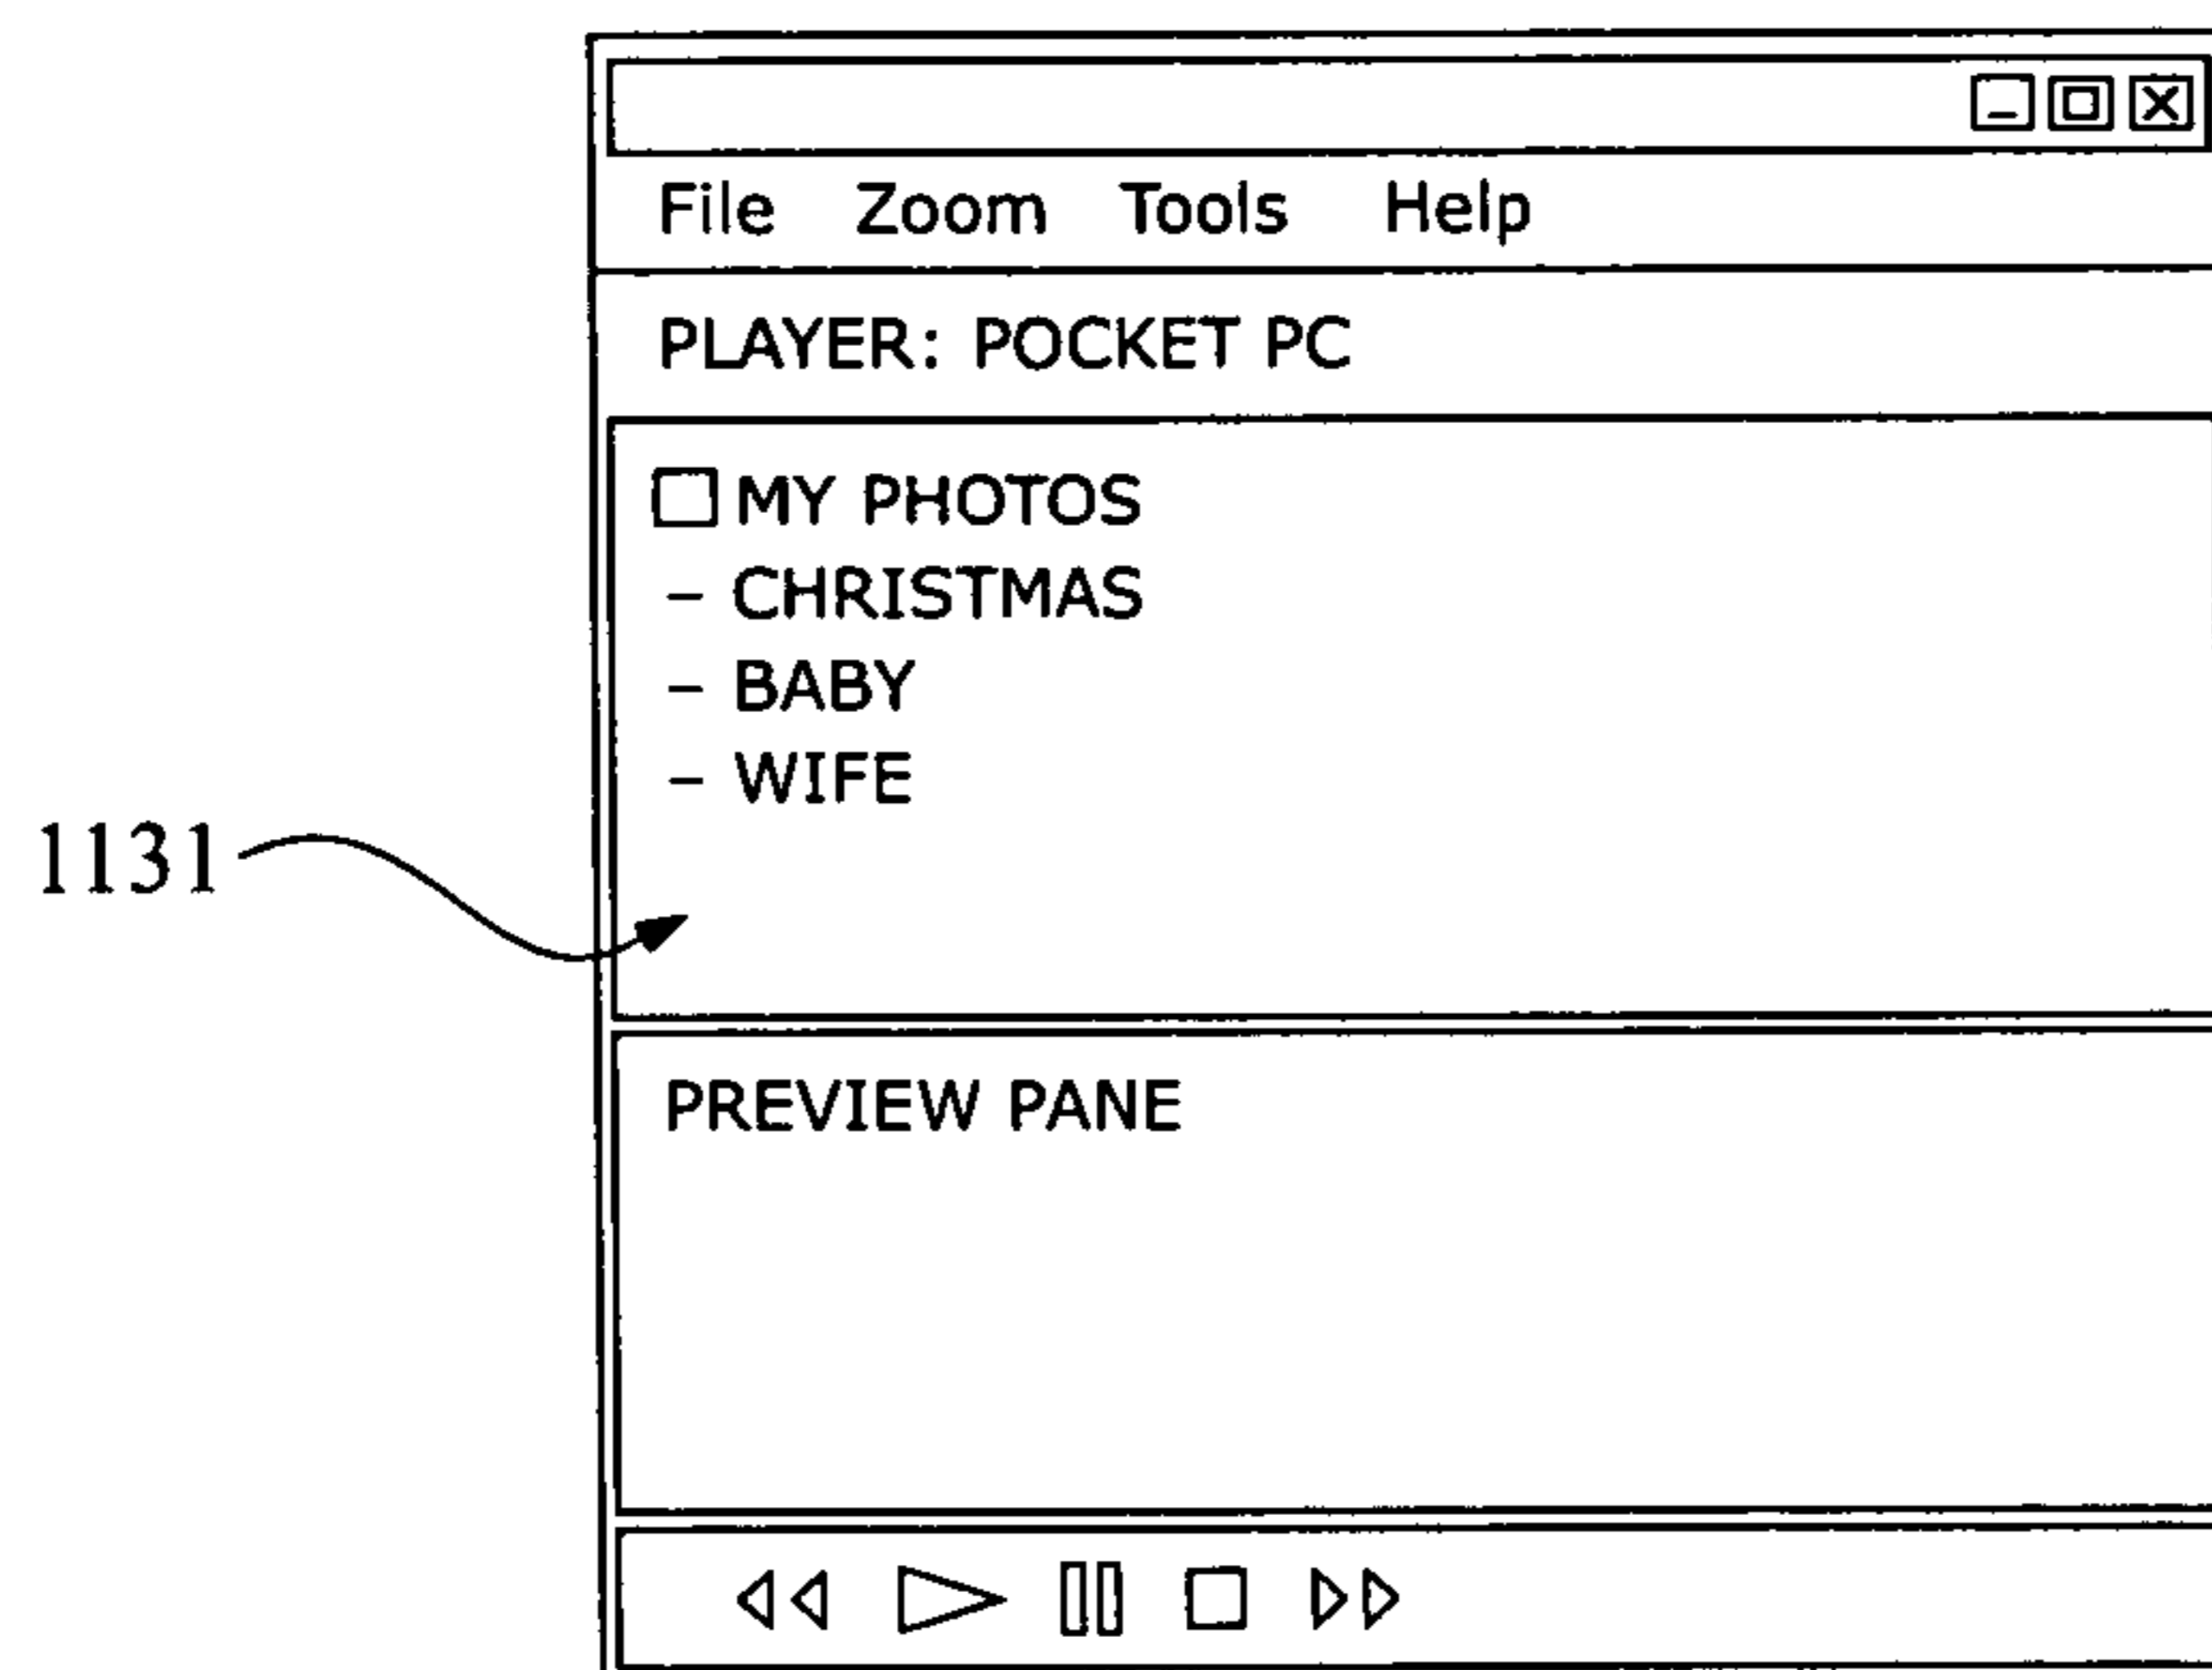 File Zoom Tools Help
PLAYER: POCKET PC
MY PHOTOS
- CHRISTMAS
- BABY
- WIFE
1131
PREVIEW PANE